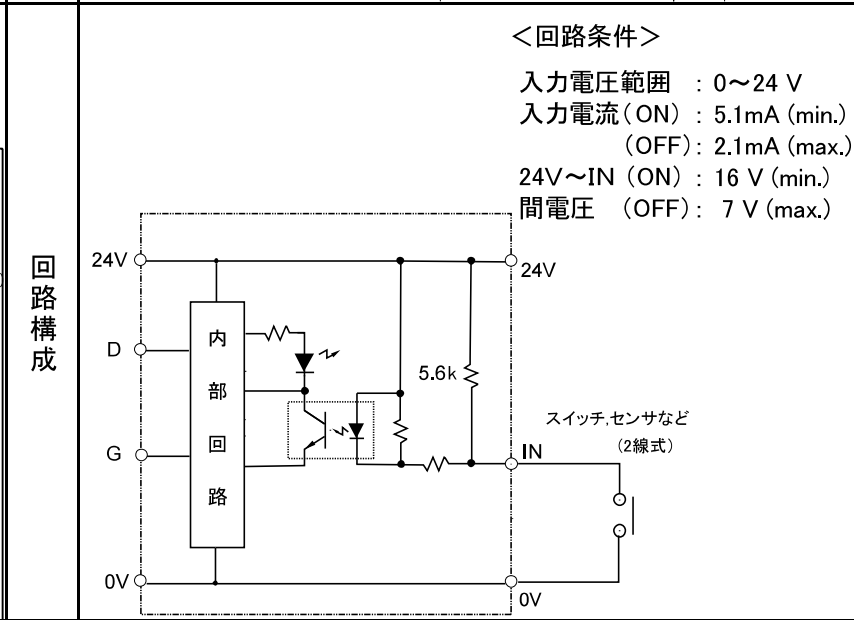 ＜回路条件＞
入力電圧範囲 : 0～24 V
入力電流(ON) : 5.1mA (min.)
(OFF): 2.1mA (max.)
24V～IN (ON) : 16 V (min.)
間電圧 (OFF): 7 V (max.)
回路構成
24V
24V
D
内部回路
5.6k
スイッチ,センサなど
(2線式)
G
IN
0V
0V